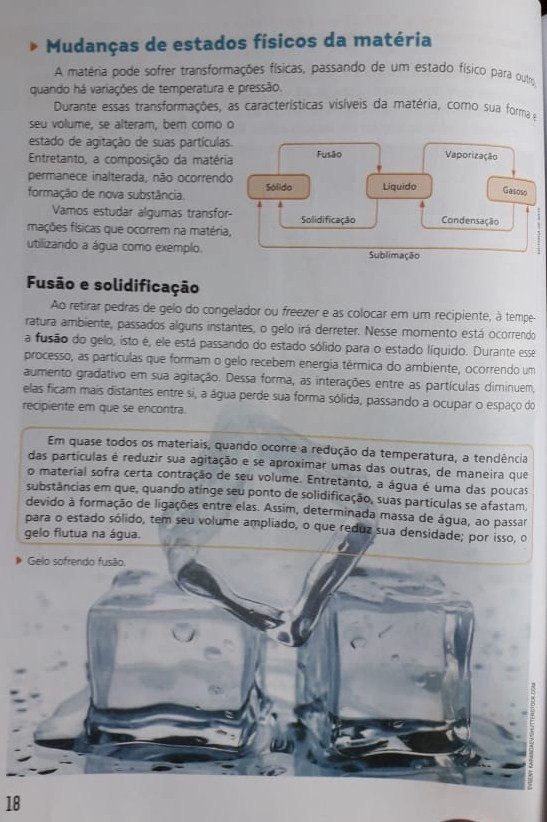 Mudanças de estados físicos da matéria
A matéria pode sofrer transformações físicas, passando de um estado físico para outro,
quando há variações de temperatura e pressão.
Durante essas transformações, as características visíveis da matéria, como sua forma e
seu volume, se alteram, bem como o
estado de agitação de suas partículas.
Entretanto, a composição da matéria
permanece inalterada, não ocorrendo
formação de nova substância.
Vamos estudar algumas transfor-
mações físicas que ocorrem na matéria,
utilizando a água como exemplo.
Fusão
Vaporização
Sólido
Líquido
Gasoso
Solidificação
Condensação
Sublimação
Fusão e solidificação
Ao retirar pedras de gelo do congelador ou freezer e as colocar em um recipiente, à tempe-
ratura ambiente, passados alguns instantes, o gelo irá derreter. Nesse momento está ocorrendo
a fusão do gelo, isto é, ele está passando do estado sólido para o estado líquido. Durante esse
processo, as partículas que formam o gelo recebem energia térmica do ambiente, ocorrendo um
aumento gradativo em sua agitação. Dessa forma, as interações entre as partículas diminuem,
elas ficam mais distantes entre si, a água perde sua forma sólida, passando a ocupar o espaço do
recipiente em que se encontra.
Em quase todos os materiais, quando ocorre a redução da temperatura, a tendência
das partículas é reduzir sua agitação e se aproximar umas das outras, de maneira que
o material sofra certa contração de seu volume. Entretanto, a água é uma das poucas
substâncias em que, quando atinge seu ponto de solidificação, suas partículas se afastam,
devido à formação de ligações entre elas. Assim, determinada massa de água, ao passar
para o estado sólido, tem seu volume ampliado, o que reduz sua densidade; por isso, o
gelo flutua na água.
Gelo sofrendo fusão.
18